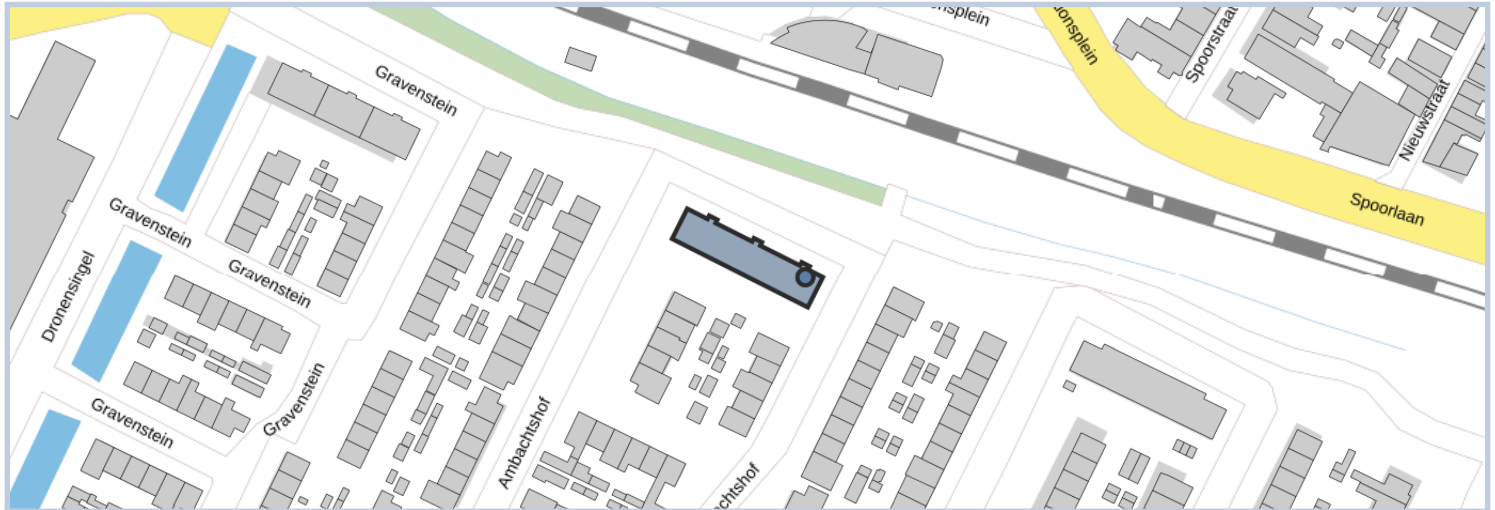 Gravenstein
Spoorstraat
Nieuwstraat
Spoorlaan
Gravenstein
Gravenstein
Dronensingel
Gravenstein
Gravenstein
Ambachtshof